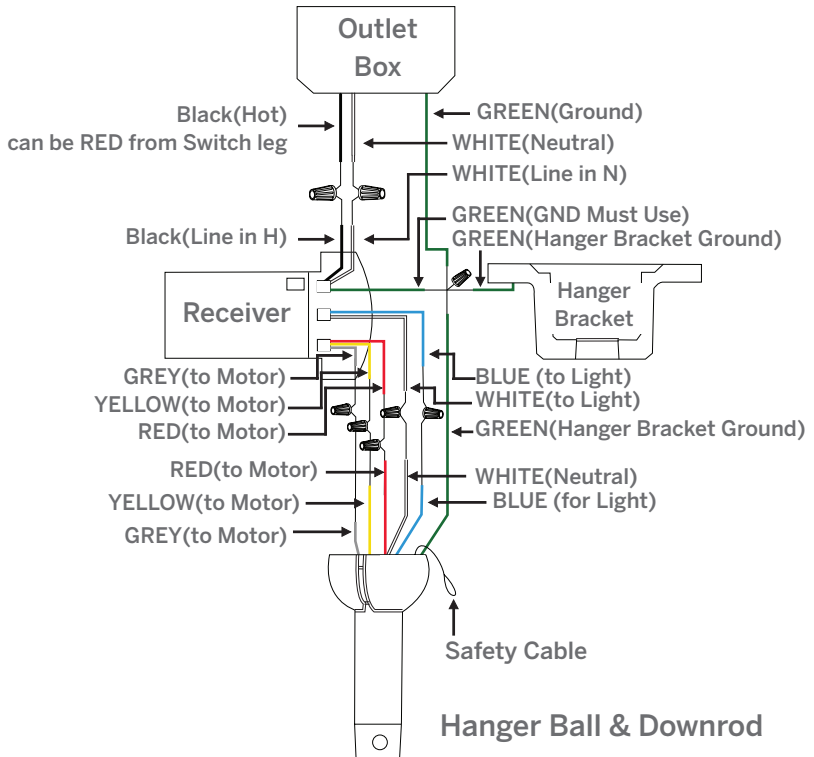 Outlet
Box
Black(Hot)
can be RED from Switch leg
GREEN(Ground)
WHITE(Neutral)
WHITE(Line in N)
GREEN(GND Must Use)
Black(Line in H)
GREEN(Hanger Bracket Ground)
Receiver
Hanger
Bracket
GREY(to Motor)
BLUE (to Light)
YELLOW(to Motor)
WHITE(to Light)
RED(to Motor)
GREEN(Hanger Bracket Ground)
RED(to Motor)
WHITE(Neutral)
YELLOW(to Motor)
BLUE (for Light)
GREY(to Motor)
Safety Cable
Hanger Ball & Downrod